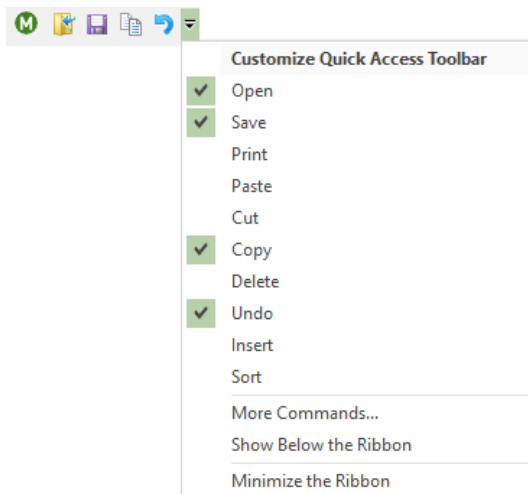 M
Customize Quick Access Toolbar
Open
Save
Print
Paste
Cut
Copy
Delete
Undo
Insert
Sort
More Commands...
Show Below the Ribbon
Minimize the Ribbon